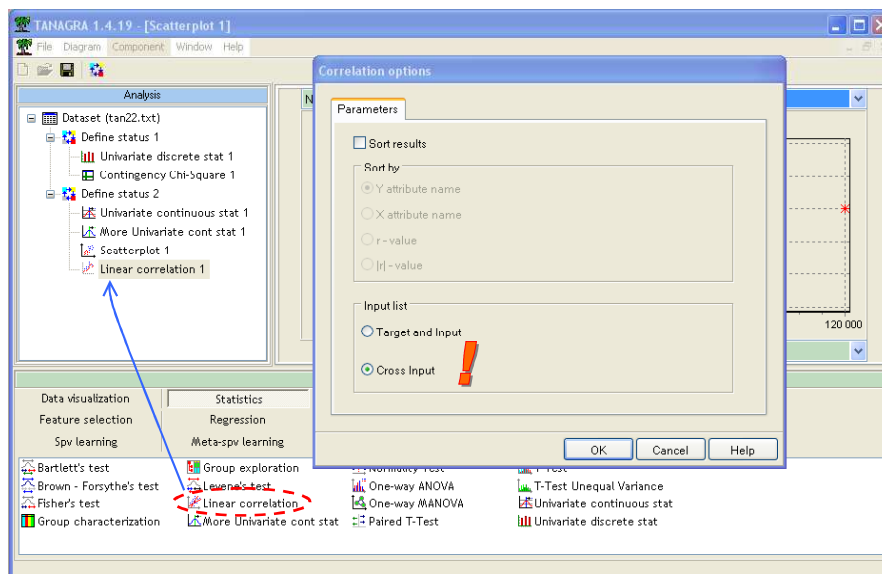 TANAGRA 1.4.19 - [Scatterplot 1]
File Diagram Component Window Help
Analysis
Dataset (tan22.txt)
Define status 1
Univariate discrete stat 1
Contingency Chi-Square 1
Define status 2
Univariate continuous stat 1
More Univariate cont stat 1
Scatterplot 1
Linear correlation 1
Correlation options
Parameters
Sort results
Sort by
Y attribute name
X attribute name
r - value
|r| - value
Input list
Target and Input
Cross Input
!
OK Cancel Help
120 000
Data visualization Statistics
Feature selection Regression
Spv learning Meta-spv learning
Bartlett's test Group exploration Normality Test T-Test
Brown - Forsythe's test Levene's test One-way ANOVA T-Test Unequal Variance
Fisher's test Linear correlation One-way MANOVA Univariate continuous stat
Group characterization More Univariate cont stat Paired T-Test Univariate discrete stat